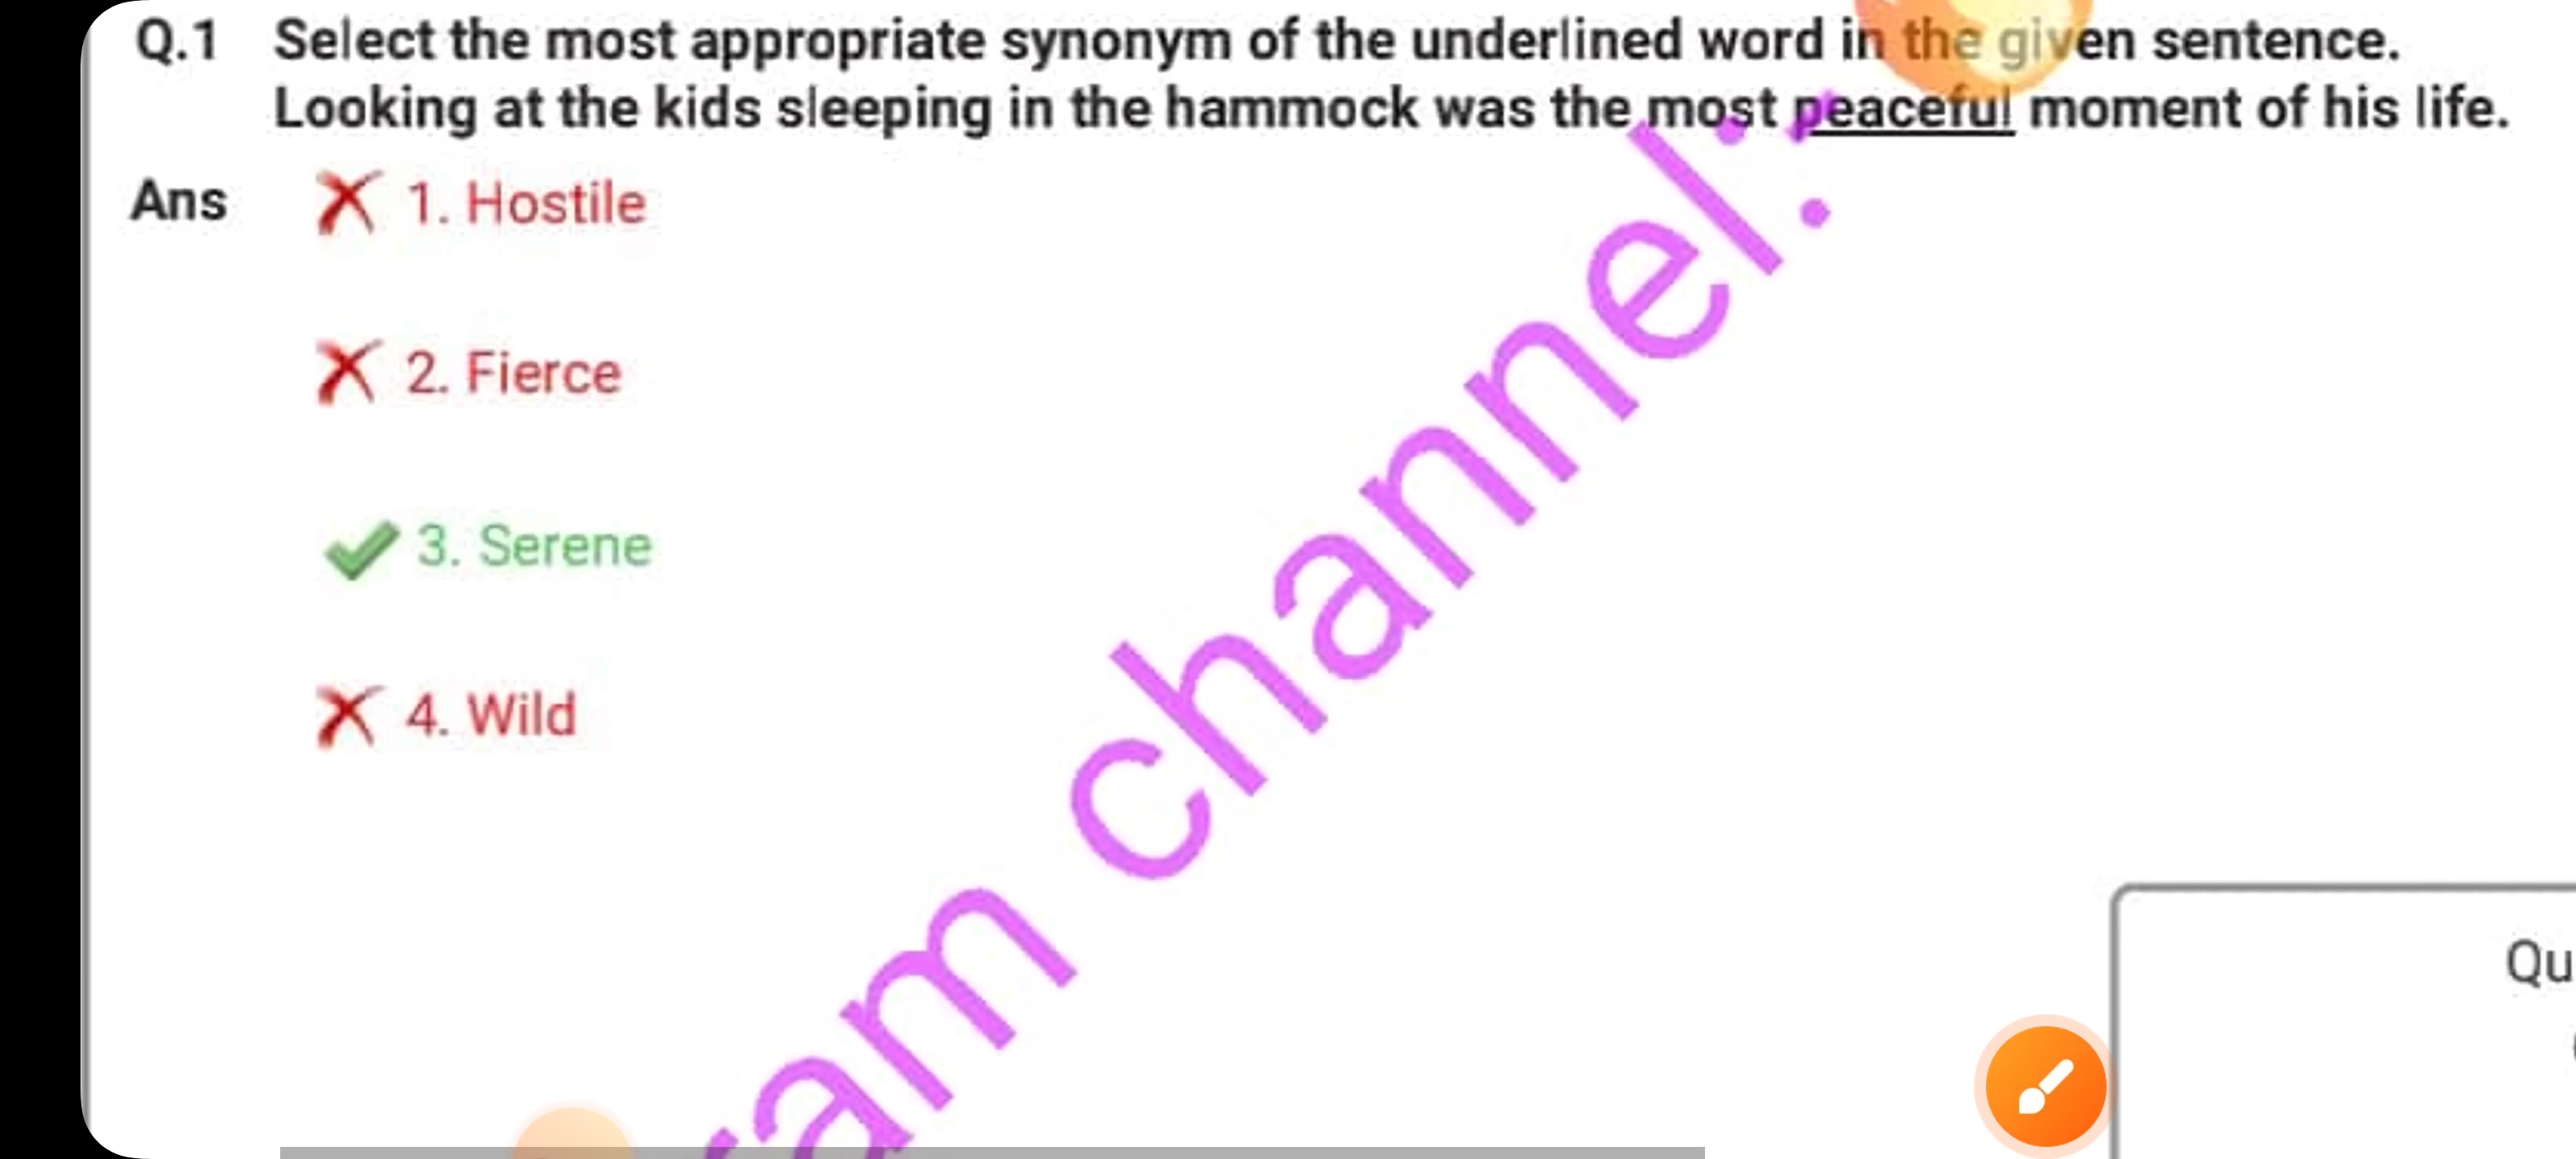 Q.1 Select the most appropriate synonym of the underlined word in the given sentence.
Looking at the kids sleeping in the hammock was the most peaceful moment of his life.
Ans 1. Hostile
2. Fierce
3. Serene
4. Wild
channel: